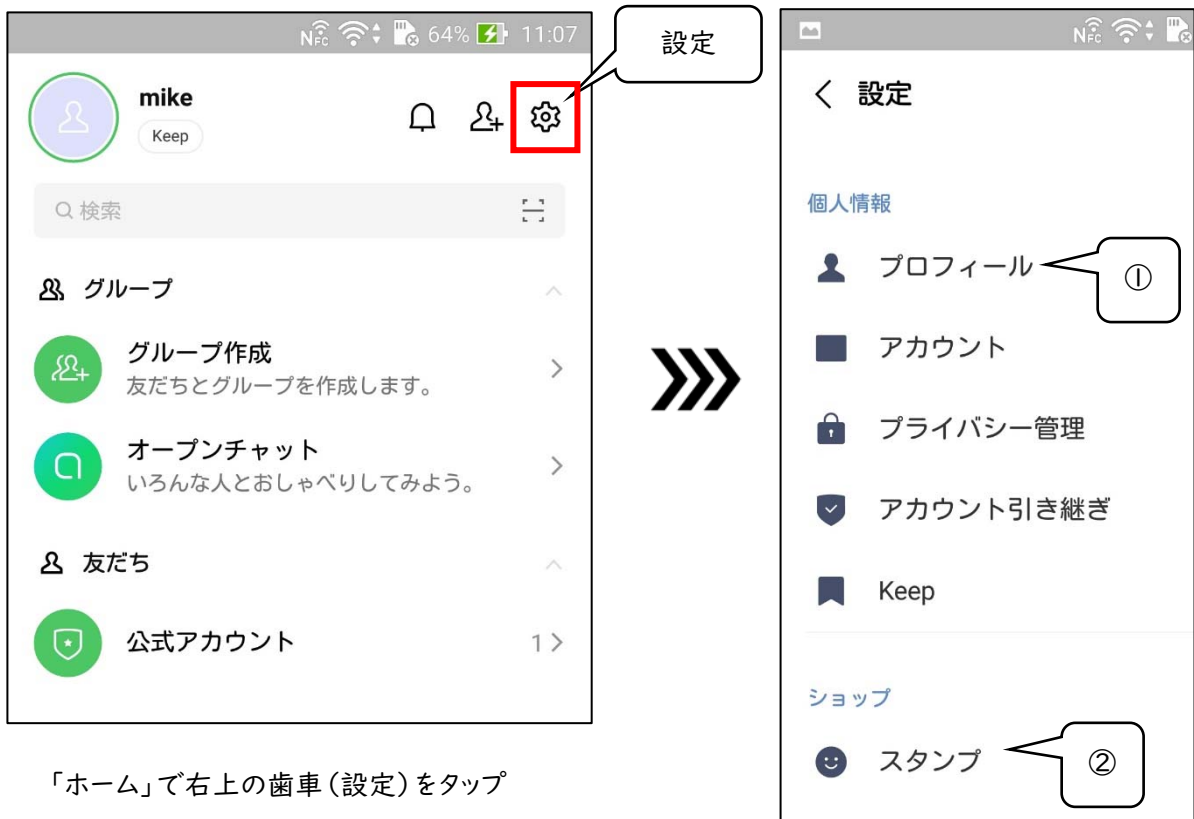 NFC 64% 11:07
設定
mike
Keep
検索
グループ
グループ作成
友だちとグループを作成します。
オープンチャット
いろんな人とおしゃべりしてみよう。
友だち
公式アカウント
1
「ホーム」で右上の歯車(設定)をタップ
NFC
設定
個人情報
プロフィール
①
アカウント
プライバシー管理
アカウント引き継ぎ
Keep
ショップ
スタンプ
②